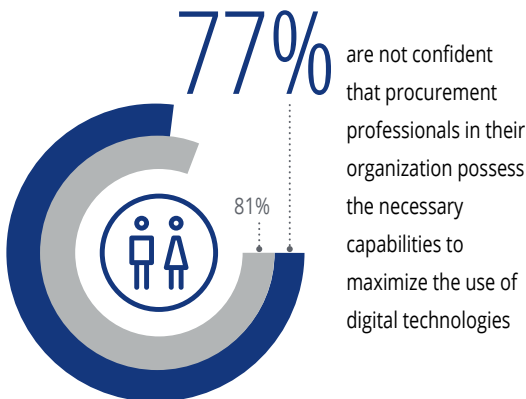 77%
are not confident
that procurement
professionals in their
organization possess
the necessary
capabilities to
maximize the use of
digital technologies
81%